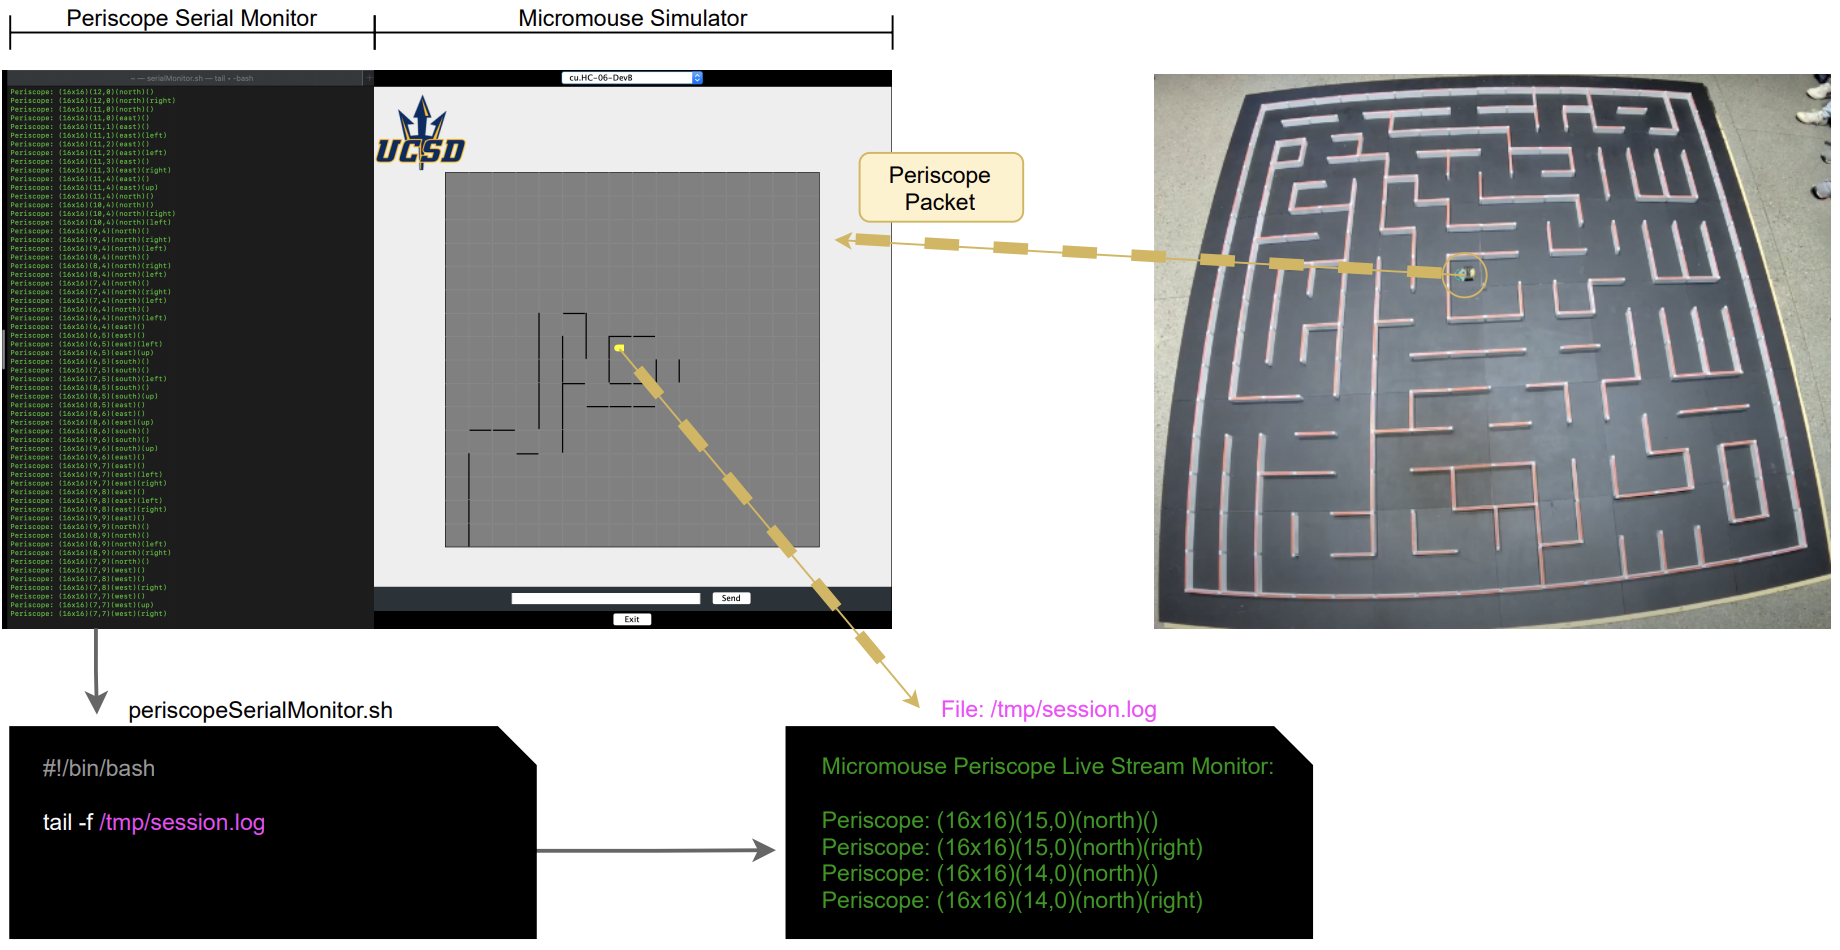 Periscope Serial Monitor
Micromouse Simulator
~ — serialMonitor.sh — tail • -bash
Periscope: (16x16)(12,0)(north)()
Periscope: (16x16)(12,0)(north)(right)
Periscope: (16x16)(11,0)(north)()
Periscope: (16x16)(11,0)(east)()
Periscope: (16x16)(11,1)(east)()
Periscope: (16x16)(11,1)(east)(left)
Periscope: (16x16)(11,2)(east)()
Periscope: (16x16)(11,2)(east)(left)
Periscope: (16x16)(11,3)(east)()
Periscope: (16x16)(11,3)(east)(right)
Periscope: (16x16)(11,4)(east)()
Periscope: (16x16)(11,4)(east)(up)
Periscope: (16x16)(11,4)(north)()
Periscope: (16x16)(10,4)(north)()
Periscope: (16x16)(10,4)(north)(right)
Periscope: (16x16)(10,4)(north)(left)
Periscope: (16x16)(9,4)(north)()
Periscope: (16x16)(9,4)(north)(right)
Periscope: (16x16)(9,4)(north)(left)
Periscope: (16x16)(8,4)(north)()
Periscope: (16x16)(8,4)(north)(right)
Periscope: (16x16)(8,4)(north)(left)
Periscope: (16x16)(7,4)(north)()
Periscope: (16x16)(7,4)(north)(right)
Periscope: (16x16)(7,4)(north)(left)
Periscope: (16x16)(6,4)(north)()
Periscope: (16x16)(6,4)(north)(left)
Periscope: (16x16)(6,4)(east)()
Periscope: (16x16)(6,5)(east)()
Periscope: (16x16)(6,5)(east)(left)
Periscope: (16x16)(6,5)(east)(up)
Periscope: (16x16)(6,5)(south)()
Periscope: (16x16)(7,5)(south)()
Periscope: (16x16)(7,5)(south)(left)
Periscope: (16x16)(8,5)(south)()
Periscope: (16x16)(8,5)(south)(up)
Periscope: (16x16)(8,5)(east)()
Periscope: (16x16)(8,6)(east)()
Periscope: (16x16)(8,6)(east)(up)
Periscope: (16x16)(8,6)(south)()
Periscope: (16x16)(9,6)(south)()
Periscope: (16x16)(9,6)(south)(up)
Periscope: (16x16)(9,6)(east)()
Periscope: (16x16)(9,7)(east)()
Periscope: (16x16)(9,7)(east)(left)
Periscope: (16x16)(9,7)(east)(right)
Periscope: (16x16)(9,8)(east)()
Periscope: (16x16)(9,8)(east)(left)
Periscope: (16x16)(9,8)(east)(right)
Periscope: (16x16)(9,9)(east)()
Periscope: (16x16)(9,9)(north)()
Periscope: (16x16)(8,9)(north)()
Periscope: (16x16)(8,9)(north)(left)
Periscope: (16x16)(8,9)(north)(right)
Periscope: (16x16)(7,9)(north)()
Periscope: (16x16)(7,9)(west)()
Periscope: (16x16)(7,8)(west)()
Periscope: (16x16)(7,8)(west)(right)
Periscope: (16x16)(7,7)(west)()
Periscope: (16x16)(7,7)(west)(up)
Periscope: (16x16)(7,7)(west)(right)
cu.HC-06-DevB
UCSD
Send
Exit
Periscope
Packet
periscopeSerialMonitor.sh
#!/bin/bash
tail -f /tmp/session.log
File: /tmp/session.log
Micromouse Periscope Live Stream Monitor:
Periscope: (16x16)(15,0)(north)()
Periscope: (16x16)(15,0)(north)(right)
Periscope: (16x16)(14,0)(north)()
Periscope: (16x16)(14,0)(north)(right)